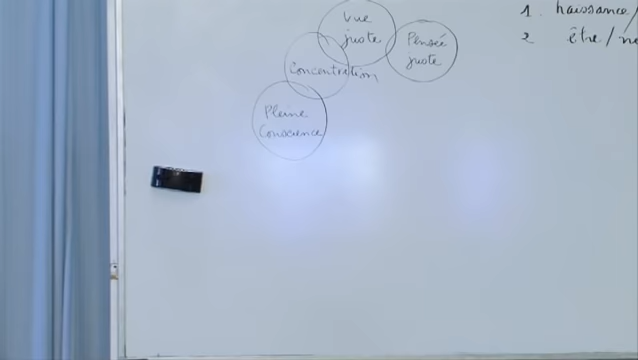 Vue
juste
Pensée
juste
Concentration
Pleine
Conscience
1. naissance/
2 être/